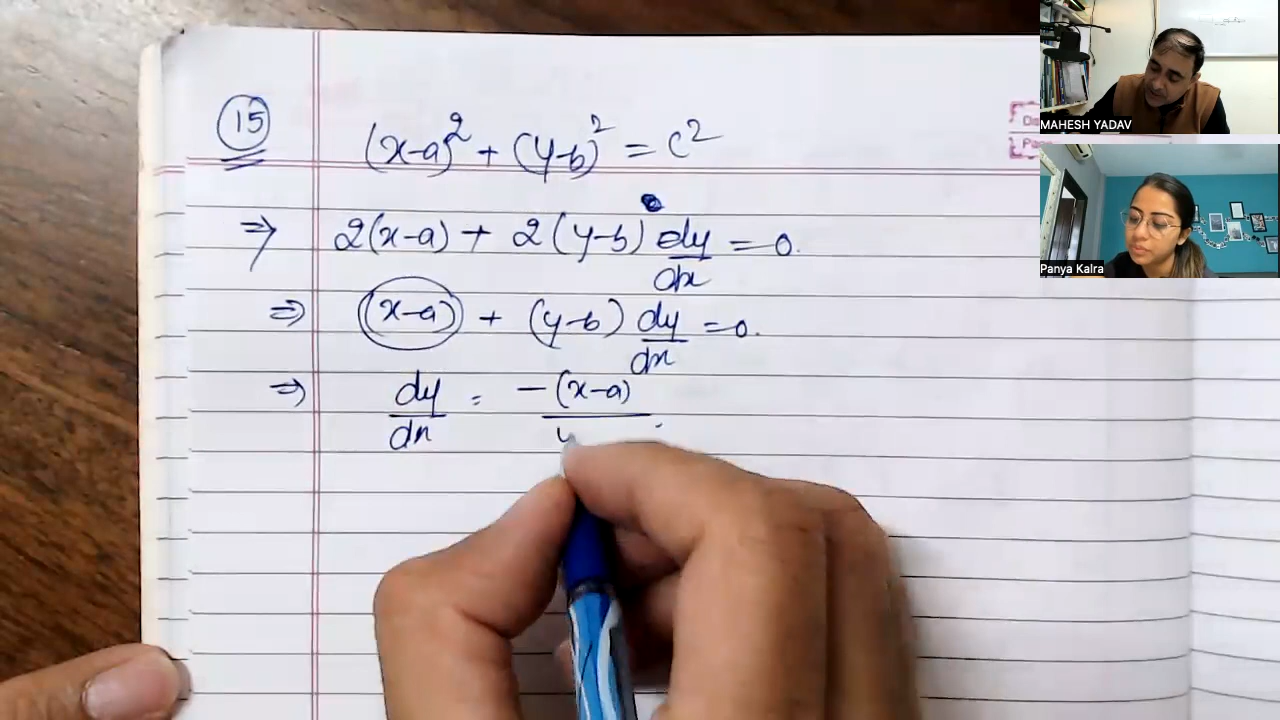 15
(x-a)² + (y-b)² = c²
⇒ 2(x-a) + 2(y-b) dy/dx = 0.
⇒ (x-a) + (y-b) dy/dx = 0.
⇒ dy/dx = -(x-a)/y
MAHESH YADAV
Panya Kalra